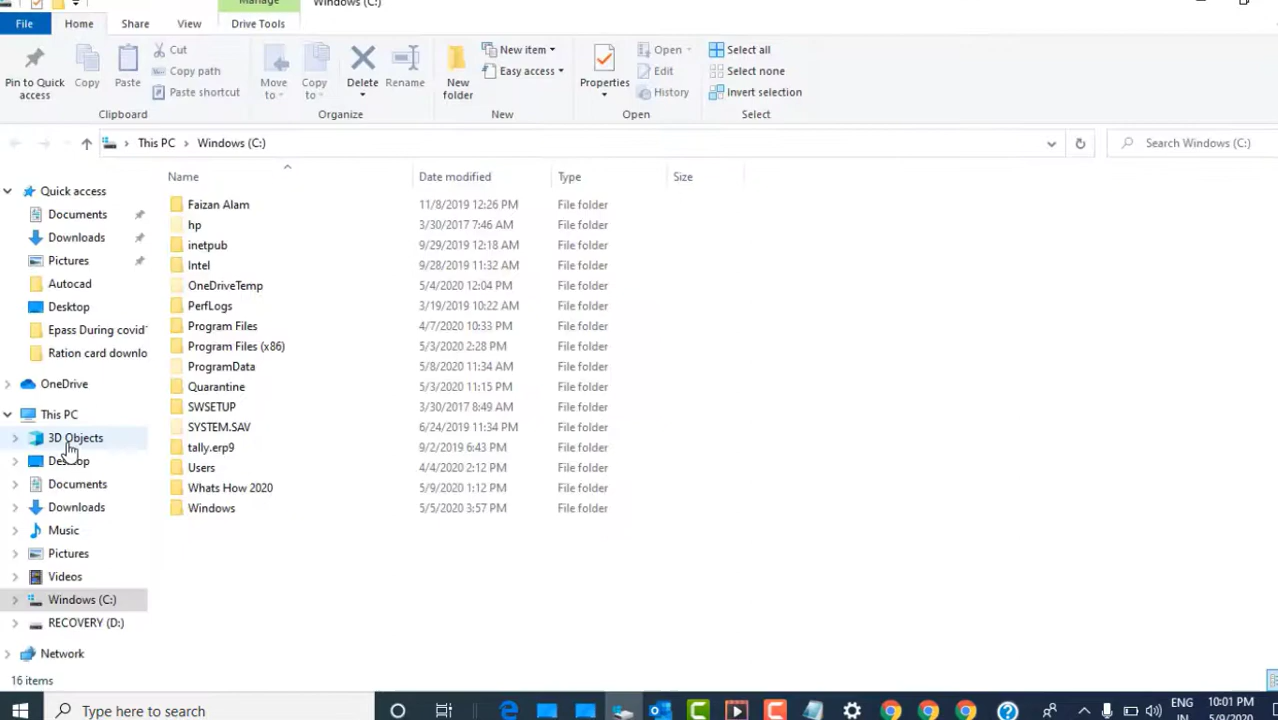 Manage
Windows (C:)
File
Home
Share
View
Drive Tools
Pin to Quick access
Copy
Paste
Cut
Copy path
Paste shortcut
Clipboard
Move to
Copy to
Delete
Rename
Organize
New folder
New item
Easy access
New
Properties
Open
Edit
History
Open
Select all
Select none
Invert selection
Select
This PC > Windows (C:)
Search Windows (C:)
Name Date modified Type Size
Quick access
Documents
Downloads
Pictures
Autocad
Desktop
Epass During covid'
Ration card downlo
OneDrive
This PC
3D Objects
Desktop
Documents
Downloads
Music
Pictures
Videos
Windows (C:)
RECOVERY (D:)
Network
Faizan Alam 11/8/2019 12:26 PM File folder
hp 3/30/2017 7:46 AM File folder
inetpub 9/29/2019 12:18 AM File folder
Intel 9/28/2019 11:32 AM File folder
OneDriveTemp 5/4/2020 12:04 PM File folder
PerfLogs 3/19/2019 10:22 AM File folder
Program Files 4/7/2020 10:33 PM File folder
Program Files (x86) 5/3/2020 2:28 PM File folder
ProgramData 5/8/2020 11:34 AM File folder
Quarantine 5/3/2020 11:15 PM File folder
SWSETUP 3/30/2017 8:49 AM File folder
SYSTEM.SAV 6/24/2019 11:34 PM File folder
tally.erp9 9/2/2019 6:43 PM File folder
Users 4/4/2020 2:12 PM File folder
Whats How 2020 5/9/2020 1:12 PM File folder
Windows 5/5/2020 3:57 PM File folder
16 items
Type here to search
ENG
IN
10:01 PM
5/9/2020